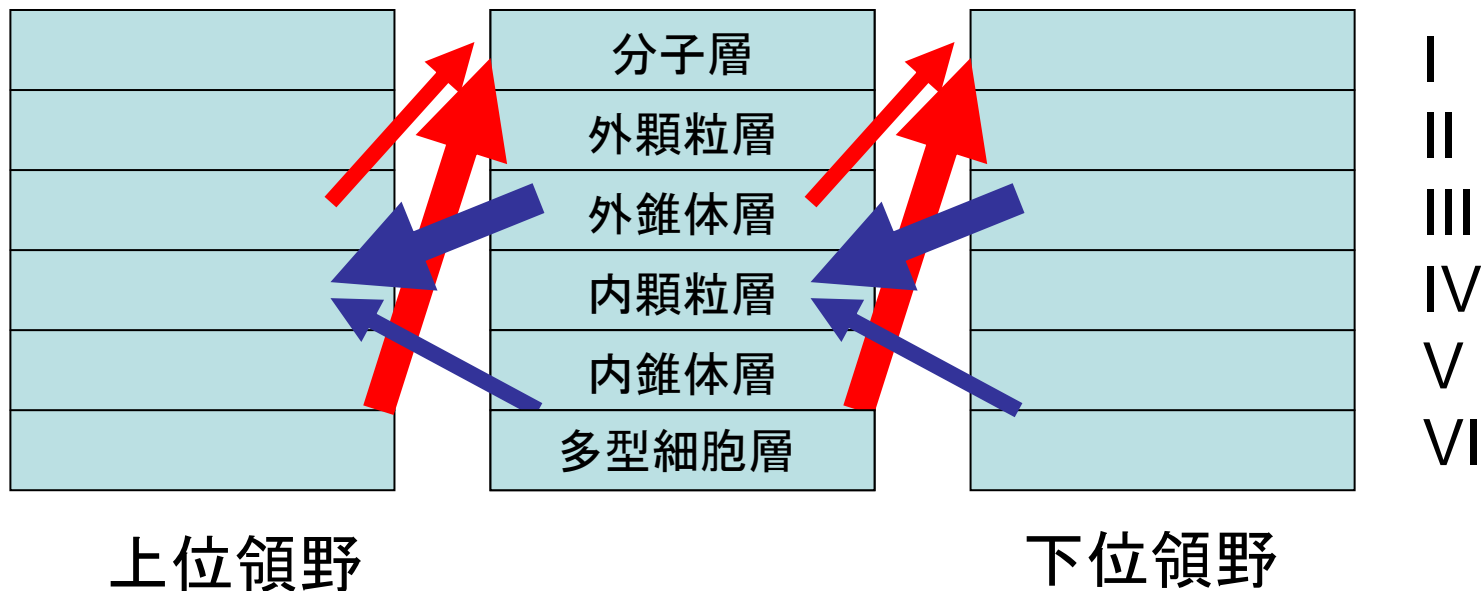 分子層
I
外顆粒層
II
外錐体層
III
内顆粒層
IV
内錐体層
V
多型細胞層
VI
上位領野
下位領野